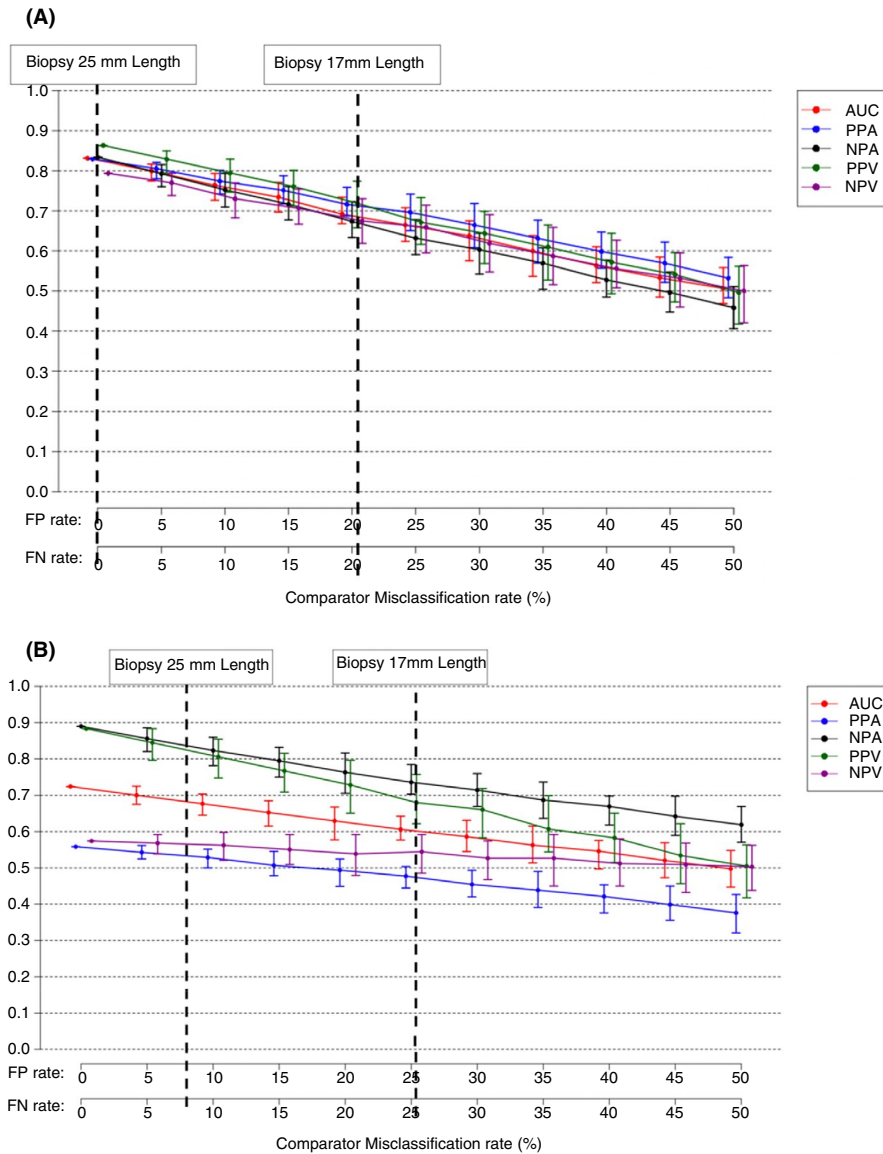 (A)
Biopsy 25 mm Length
Biopsy 17mm Length
1.0
0.9
0.8
0.7
0.6
0.5
0.4
0.3
0.2
0.1
0.0
AUC
PPA
NPA
PPV
NPV
FP rate: 0 5 10 15 20 25 30 35 40 45 50
FN rate: 0 5 10 15 20 25 30 35 40 45 50
Comparator Misclassification rate (%)
(B)
Biopsy 25 mm Length
Biopsy 17mm Length
1.0
0.9
0.8
0.7
0.6
0.5
0.4
0.3
0.2
0.1
0.0
AUC
PPA
NPA
PPV
NPV
FP rate: 0 5 10 15 20 25 30 35 40 45 50
FN rate: 0 5 10 15 20 25 30 35 40 45 50
Comparator Misclassification rate (%)